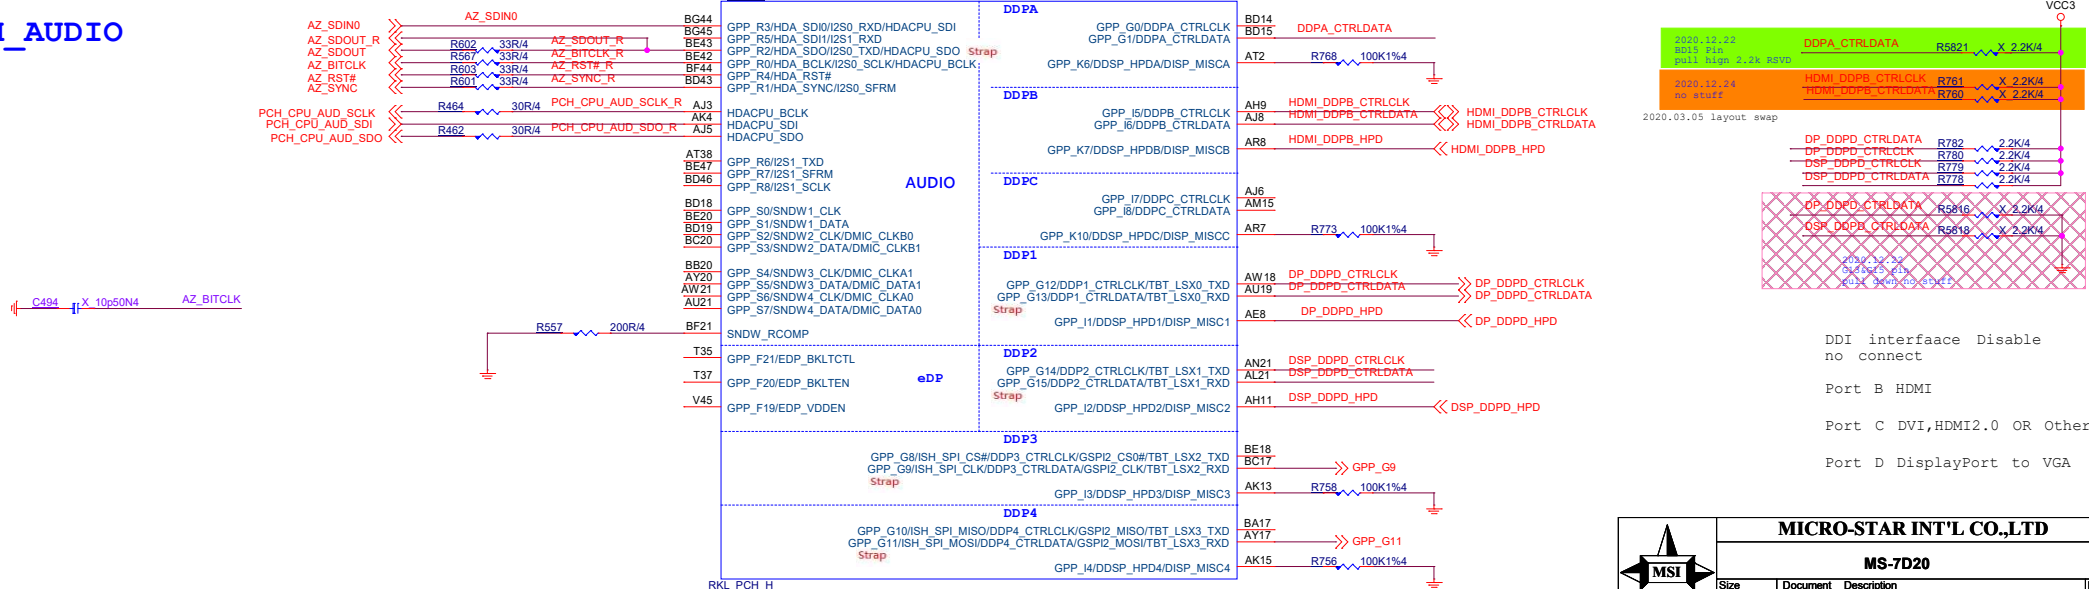 I_AUDIO
AZ_SDIN0
AZ_SDOUT_R
AZ_SDOUT
AZ_BITCLK
AZ_RST#
AZ_SYNC
AZ_SDIN0
R602 33R/4 AZ_SDOUT_R
R567 33R/4 AZ_BITCLK_R
R603 33R/4 AZ_RST#_R
R601 33R/4 AZ_SYNC_R
PCH_CPU_AUD_SCLK R464 30R/4 PCH_CPU_AUD_SCLK_R
PCH_CPU_AUD_SDI
PCH_CPU_AUD_SDO R462 30R/4 PCH_CPU_AUD_SDO_R
C494 X_10p50N4 AZ_BITCLK
R557 200R/4
BG44 GPP_R3/HDA_SDI0/I2S0_RXD/HDACPU_SDI
BG45 GPP_R5/HDA_SDI1/I2S1_RXD
BE43 GPP_R2/HDA_SDO/I2S0_TXD/HDACPU_SDO Strap
BE42 GPP_R0/HDA_BCLK/I2S0_SCLK/HDACPU_BCLK
BF44 GPP_R4/HDA_RST#
BD43 GPP_R1/HDA_SYNC/I2S0_SFRM
AJ3 HDACPU_BCLK
AK4 HDACPU_SDI
AJ5 HDACPU_SDO
AT38 GPP_R6/I2S1_TXD
BE47 GPP_R7/I2S1_SFRM
BD46 GPP_R8/I2S1_SCLK
AUDIO
BD18 GPP_S0/SNDW1_CLK
BE20 GPP_S1/SNDW1_DATA
BD19 GPP_S2/SNDW2_CLK/DMIC_CLKB0
BC20 GPP_S3/SNDW2_DATA/DMIC_CLKB1
BB20 GPP_S4/SNDW3_CLK/DMIC_CLKA1
AY20 GPP_S5/SNDW3_DATA/DMIC_DATA1
AW21 GPP_S6/SNDW4_CLK/DMIC_CLKA0
AU21 GPP_S7/SNDW4_DATA/DMIC_DATA0
BF21 SNDW_RCOMP
T35 GPP_F21/EDP_BKLTCTL
T37 GPP_F20/EDP_BKLTEN
eDP
V45 GPP_F19/EDP_VDDEN
DDPA
GPP_G0/DDPA_CTRLCLK BD14
GPP_G1/DDPA_CTRLDATA BD15 DDPA_CTRLDATA
GPP_K6/DDSP_HPDA/DISP_MISCA AT2 R768 100K1%4
DDPB
GPP_I5/DDPB_CTRLCLK AH9 HDMI_DDPB_CTRLCLK HDMI_DDPB_CTRLCLK
GPP_I6/DDPB_CTRLDATA AJ8 HDMI_DDPB_CTRLDATA HDMI_DDPB_CTRLDATA
GPP_K7/DDSP_HPDB/DISP_MISCB AR8 HDMI_DDPB_HPD HDMI_DDPB_HPD
DDPC
GPP_I7/DDPC_CTRLCLK AJ6
GPP_I8/DDPC_CTRLDATA AM15
GPP_K10/DDSP_HPDC/DISP_MISCC AR7 R773 100K1%4
DDP1
GPP_G12/DDP1_CTRLCLK/TBT_LSX0_TXD AW18 DP_DDPD_CTRLCLK DP_DDPD_CTRLCLK
GPP_G13/DDP1_CTRLDATA/TBT_LSX0_RXD AU19 DP_DDPD_CTRLDATA DP_DDPD_CTRLDATA
Strap
GPP_I1/DDSP_HPD1/DISP_MISC1 AE8 DP_DDPD_HPD DP_DDPD_HPD
DDP2
GPP_G14/DDP2_CTRLCLK/TBT_LSX1_TXD AN21 DSP_DDPD_CTRLCLK
GPP_G15/DDP2_CTRLDATA/TBT_LSX1_RXD AL21 DSP_DDPD_CTRLDATA
Strap
GPP_I2/DDSP_HPD2/DISP_MISC2 AH11 DSP_DDPD_HPD DSP_DDPD_HPD
DDP3
GPP_G8/ISH_SPI_CS#/DDP3_CTRLCLK/GSPI2_CS0#/TBT_LSX2_TXD BE18
GPP_G9/ISH_SPI_CLK/DDP3_CTRLDATA/GSPI2_CLK/TBT_LSX2_RXD BC17 GPP_G9
Strap
GPP_I3/DDSP_HPD3/DISP_MISC3 AK13 R758 100K1%4
DDP4
GPP_G10/ISH_SPI_MISO/DDP4_CTRLCLK/GSPI2_MISO/TBT_LSX3_TXD BA17
GPP_G11/ISH_SPI_MOSI/DDP4_CTRLDATA/GSPI2_MOSI/TBT_LSX3_RXD AY17 GPP_G11
Strap
GPP_I4/DDSP_HPD4/DISP_MISC4 AK15 R756 100K1%4
RKL_PCH_H
VCC3
2020.12.22
BD15 Pin
pull hign 2.2k RSVD
DDPA_CTRLDATA R5821 X_2.2K/4
2020.12.24
no stuff
HDMI_DDPB_CTRLCLK R761 X_2.2K/4
HDMI_DDPB_CTRLDATA R760 X_2.2K/4
2020.03.05 layout swap
DP_DDPD_CTRLDATA R782 2.2K/4
DP_DDPD_CTRLCLK R780 2.2K/4
DSP_DDPD_CTRLCLK R779 2.2K/4
DSP_DDPD_CTRLDATA R778 2.2K/4
DP_DDPD_CTRLDATA R5816 X_2.2K/4
DSP_DDPD_CTRLDATA R5818 X_2.2K/4
2020.12.22
G13&G15 pin
pull down no stuff
DDI interfaace Disable
no connect
Port B HDMI
Port C DVI,HDMI2.0 OR Other
Port D DisplayPort to VGA
MSI
MICRO-STAR INT'L CO.,LTD
MS-7D20
Size Document Description